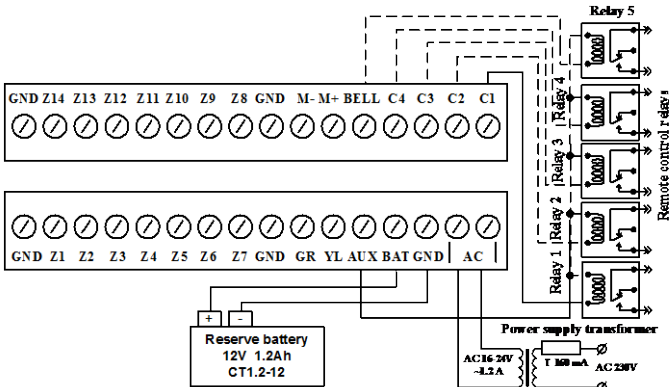 Relay 5
GND Z14 Z13 Z12 Z11 Z10 Z9 Z8 GND M- M+ BELL C4 C3 C2 C1
Relay 4
Relay 3
Relay 2
Relay 1
Remote control relays
GND Z1 Z2 Z3 Z4 Z5 Z6 Z7 GND GR YL AUX BAT GND AC
+ -
Reserve battery
12V 1.2Ah
CT1.2-12
Power supply transformer
AC 16-24V
~1.2 A
T 160 mA
AC 230V